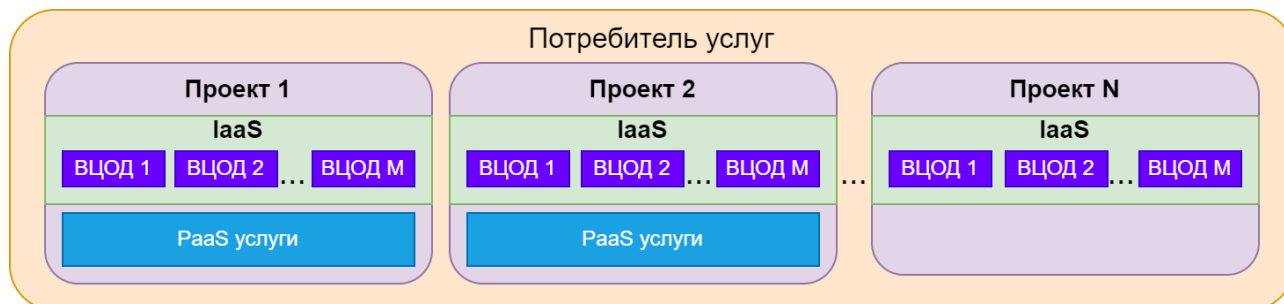 Потребитель услуг
Проект 1
IaaS
ВЦОД 1 ВЦОД 2 ... ВЦОД M
PaaS услуги
Проект 2
IaaS
ВЦОД 1 ВЦОД 2 ... ВЦОД M
PaaS услуги
...
Проект N
IaaS
ВЦОД 1 ВЦОД 2 ... ВЦОД M